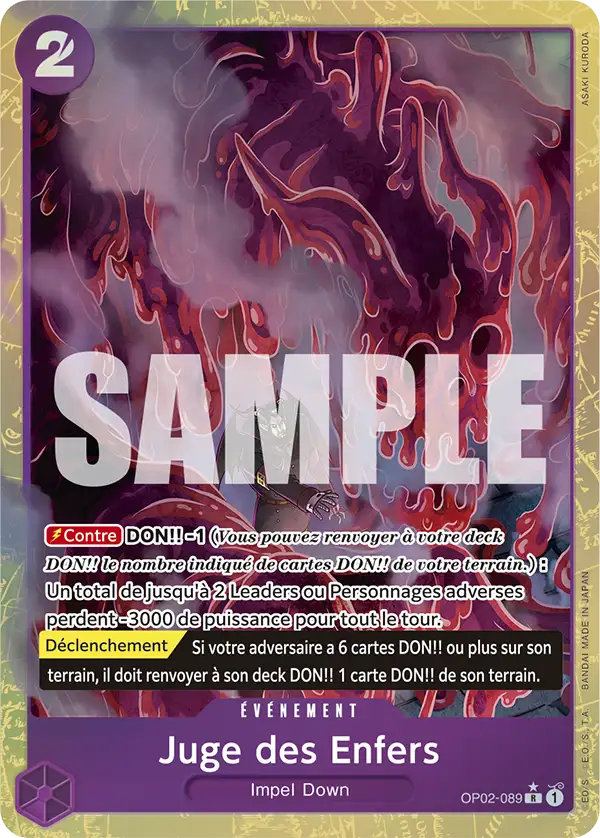 2
ASAKI KURODA
SAMPLE
Contre DON!! -1 (Vous pouvez renvoyer à votre deck
DON!! le nombre indiqué de cartes DON!! de votre terrain.) :
Un total de jusqu'à 2 Leaders ou Personnages adverses
perdent -3000 de puissance pour tout le tour.
Déclenchement Si votre adversaire a 6 cartes DON!! ou plus sur son
terrain, il doit renvoyer à son deck DON!! 1 carte DON!! de son terrain.
©E.O./S. ©E.O./S., T.A. BANDAI MADE IN JAPAN
ÉVÉNEMENT
Juge des Enfers
Impel Down
OP02-089 R 1